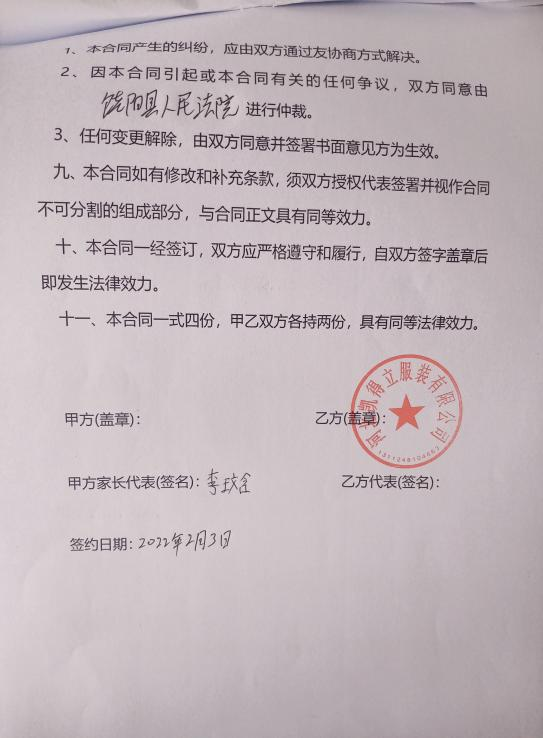 1、本合同产生的纠纷，应由双方通过友协商方式解决。
2、因本合同引起或本合同有关的任何争议，双方同意由
饶阳县人民法院 进行仲裁。
3、任何变更解除，由双方同意并签署书面意见方为生效。
九、本合同如有修改和补充条款，须双方授权代表签署并视作合同
不可分割的组成部分，与合同正文具有同等效力。
十、本合同一经签订，双方应严格遵守和履行，自双方签字盖章后
即发生法律效力。
十一、本合同一式四份，甲乙双方各持两份，具有同等法律效力。
甲方(盖章)： 乙方(盖章)：
凯得立服装有限公司
甲方家长代表(签名)：李 乙方代表(签名)：
签约日期：2022年2月3日